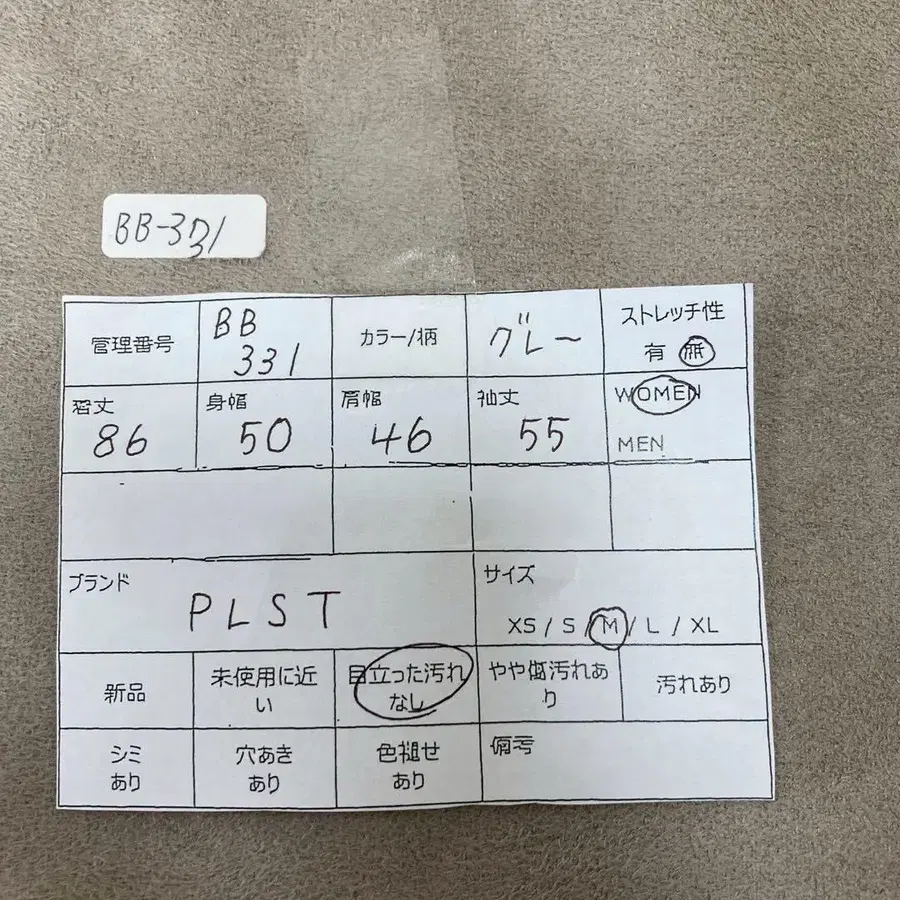 BB-331
管理番号
BB
331
カラー/柄
グレー
ストレッチ性
有 無
着丈
86
身幅
50
肩幅
46
袖丈
55
WOMEN
MEN
ブランド
PLST
サイズ
XS / S / M / L / XL
新品
未使用に近
い
目立った汚れ
なし
やや傷汚れあ
り
汚れあり
シミ
あり
穴あき
あり
色褪せ
あり
備考